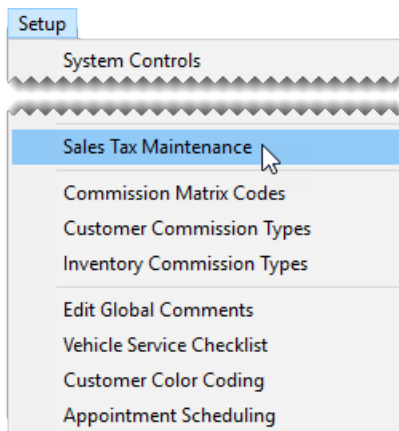 Setup
System Controls
Sales Tax Maintenance
Commission Matrix Codes
Customer Commission Types
Inventory Commission Types
Edit Global Comments
Vehicle Service Checklist
Customer Color Coding
Appointment Scheduling